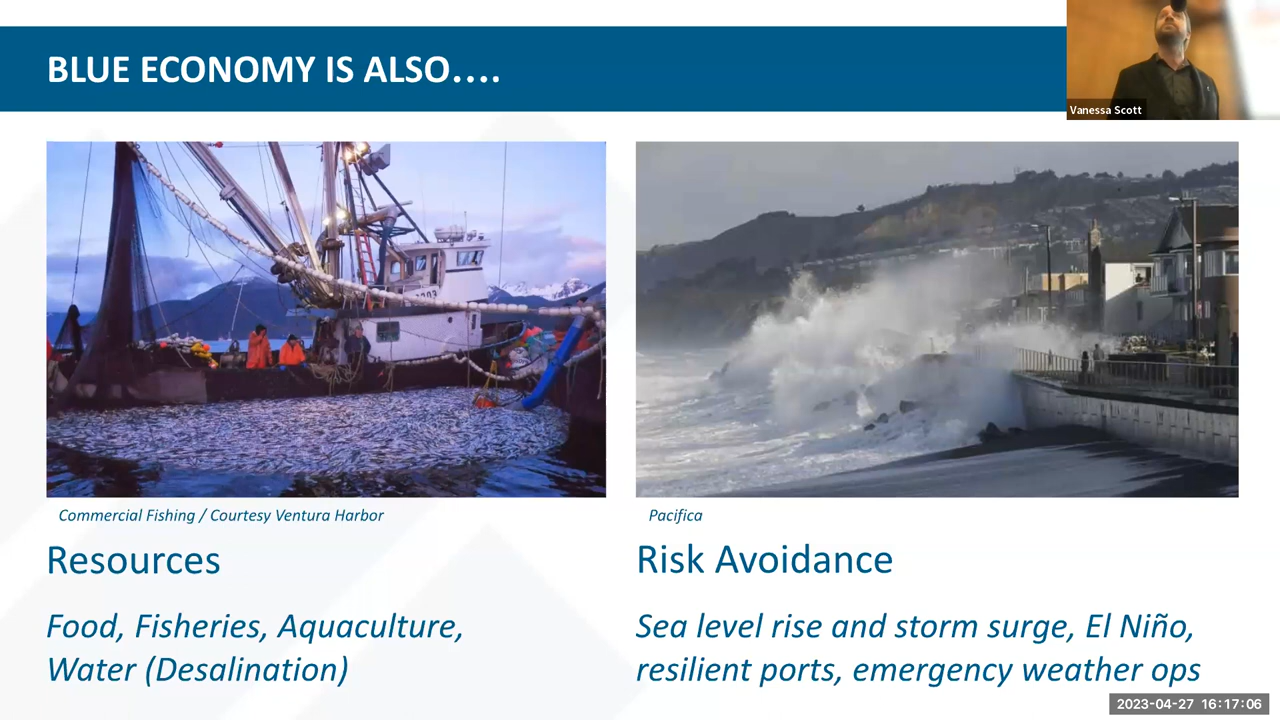 BLUE ECONOMY IS ALSO....
Vanessa Scott
Commercial Fishing / Courtesy Ventura Harbor
Pacifica
Resources
Risk Avoidance
Food, Fisheries, Aquaculture,
Water (Desalination)
Sea level rise and storm surge, El Niño,
resilient ports, emergency weather ops
2023-04-27 16:17:06